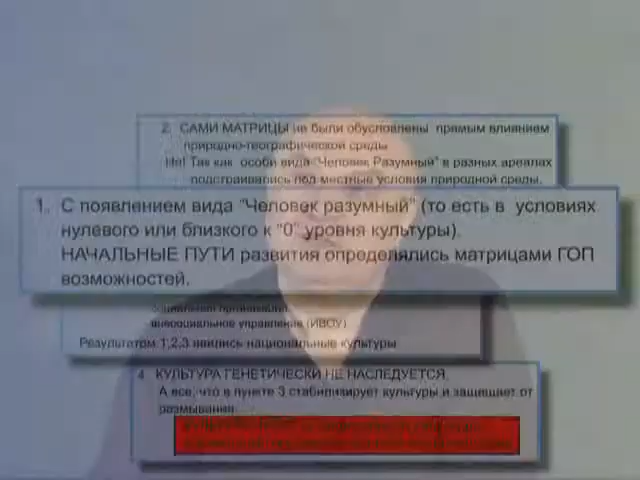 2. САМИ МАТРИЦЫ не были обусловлены прямым влиянием
природно-географической среды
Но! Так как особи вида "Человек Разумный" в разных ареалах
подстраивались под местные условия природной среды.
1. С появлением вида "Человек разумный" (то есть в условиях
нулевого или близкого к "0" уровня культуры).
НАЧАЛЬНЫЕ ПУТИ развития определялись матрицами ГОП
возможностей.
внесоциальное управление (ИВОУ)
Результатом 1,2,3 явились национальные культуры
4 КУЛЬТУРА ГЕНЕТИЧЕСКИ НЕ НАСЛЕДУЕТСЯ.
А все, что в пункте 3 стабилизирует культуры и защищает от
размывания